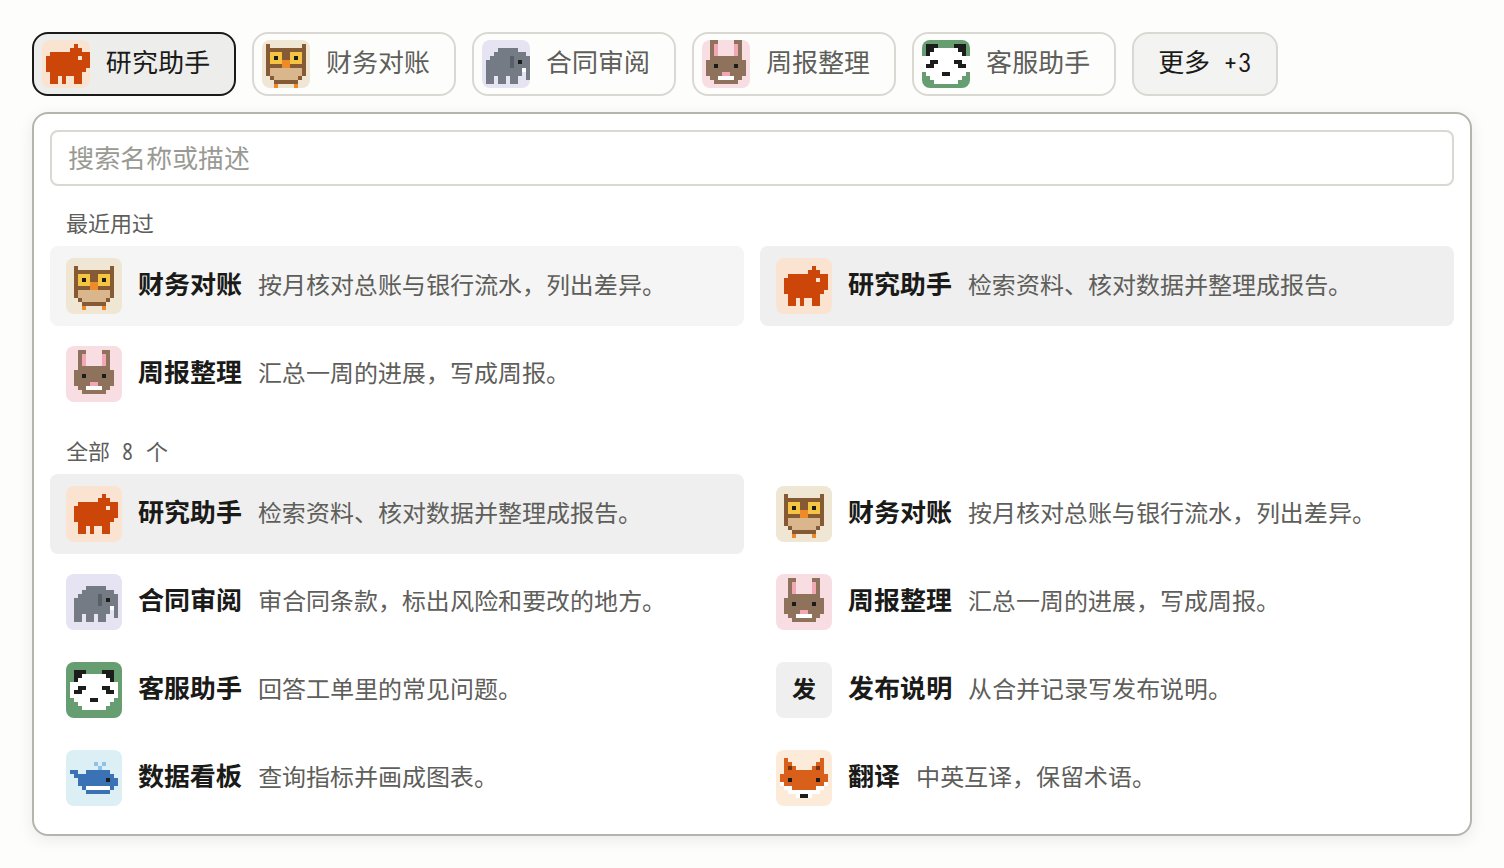 研究助手 财务对账 合同审阅 周报整理 客服助手 更多 +3
搜索名称或描述
最近用过
财务对账 按月核对总账与银行流水，列出差异。 研究助手 检索资料、核对数据并整理成报告。
周报整理 汇总一周的进展，写成周报。
全部 8 个
研究助手 检索资料、核对数据并整理成报告。 财务对账 按月核对总账与银行流水，列出差异。
合同审阅 审合同条款，标出风险和要改的地方。 周报整理 汇总一周的进展，写成周报。
客服助手 回答工单里的常见问题。 发 发布说明 从合并记录写发布说明。
数据看板 查询指标并画成图表。 翻译 中英互译，保留术语。